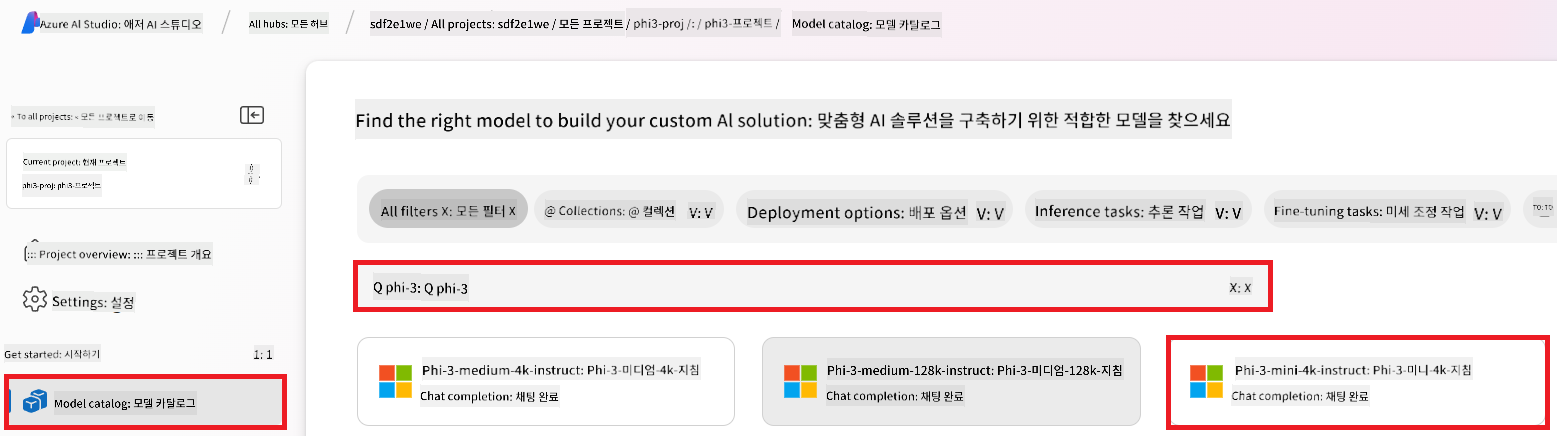 Azure AI Studio: 애저 AI 스튜디오 / All hubs: 모든 허브 / sdf2e1we / All projects: sdf2e1we / 모든 프로젝트 / phi3-proj /: / phi3-프로젝트 / Model catalog: 모델 카탈로그
« To all projects: « 모든 프로젝트로 이동
Current project: 현재 프로젝트
phi3-proj: phi3-프로젝트
::: Project overview: ::: 프로젝트 개요
Settings: 설정
Get started: 시작하기 1: 1
Model catalog: 모델 카탈로그
Find the right model to build your custom AI solution: 맞춤형 AI 솔루션을 구축하기 위한 적합한 모델을 찾으세요
All filters X: 모든 필터 X @ Collections: @ 컬렉션 V: V Deployment options: 배포 옵션 V: V Inference tasks: 추론 작업 V: V Fine-tuning tasks: 미세 조정 작업 V: V TO: TO
Q phi-3: Q phi-3 X: X
Phi-3-medium-4k-instruct: Phi-3-미디엄-4k-지침
Chat completion: 채팅 완료
Phi-3-medium-128k-instruct: Phi-3-미디엄-128k-지침
Chat completion: 채팅 완료
Phi-3-mini-4k-instruct: Phi-3-미니-4k-지침
Chat completion: 채팅 완료